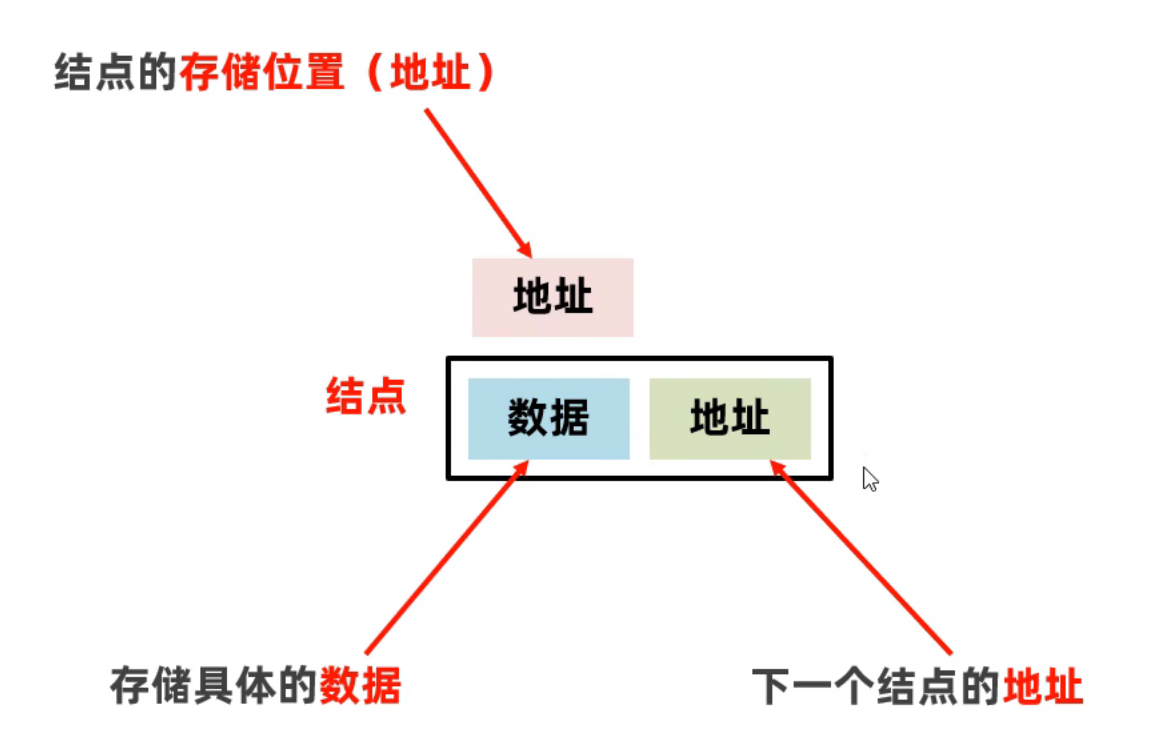 结点的存储位置（地址）
地址
结点
数据
地址
存储具体的数据
下一个结点的地址